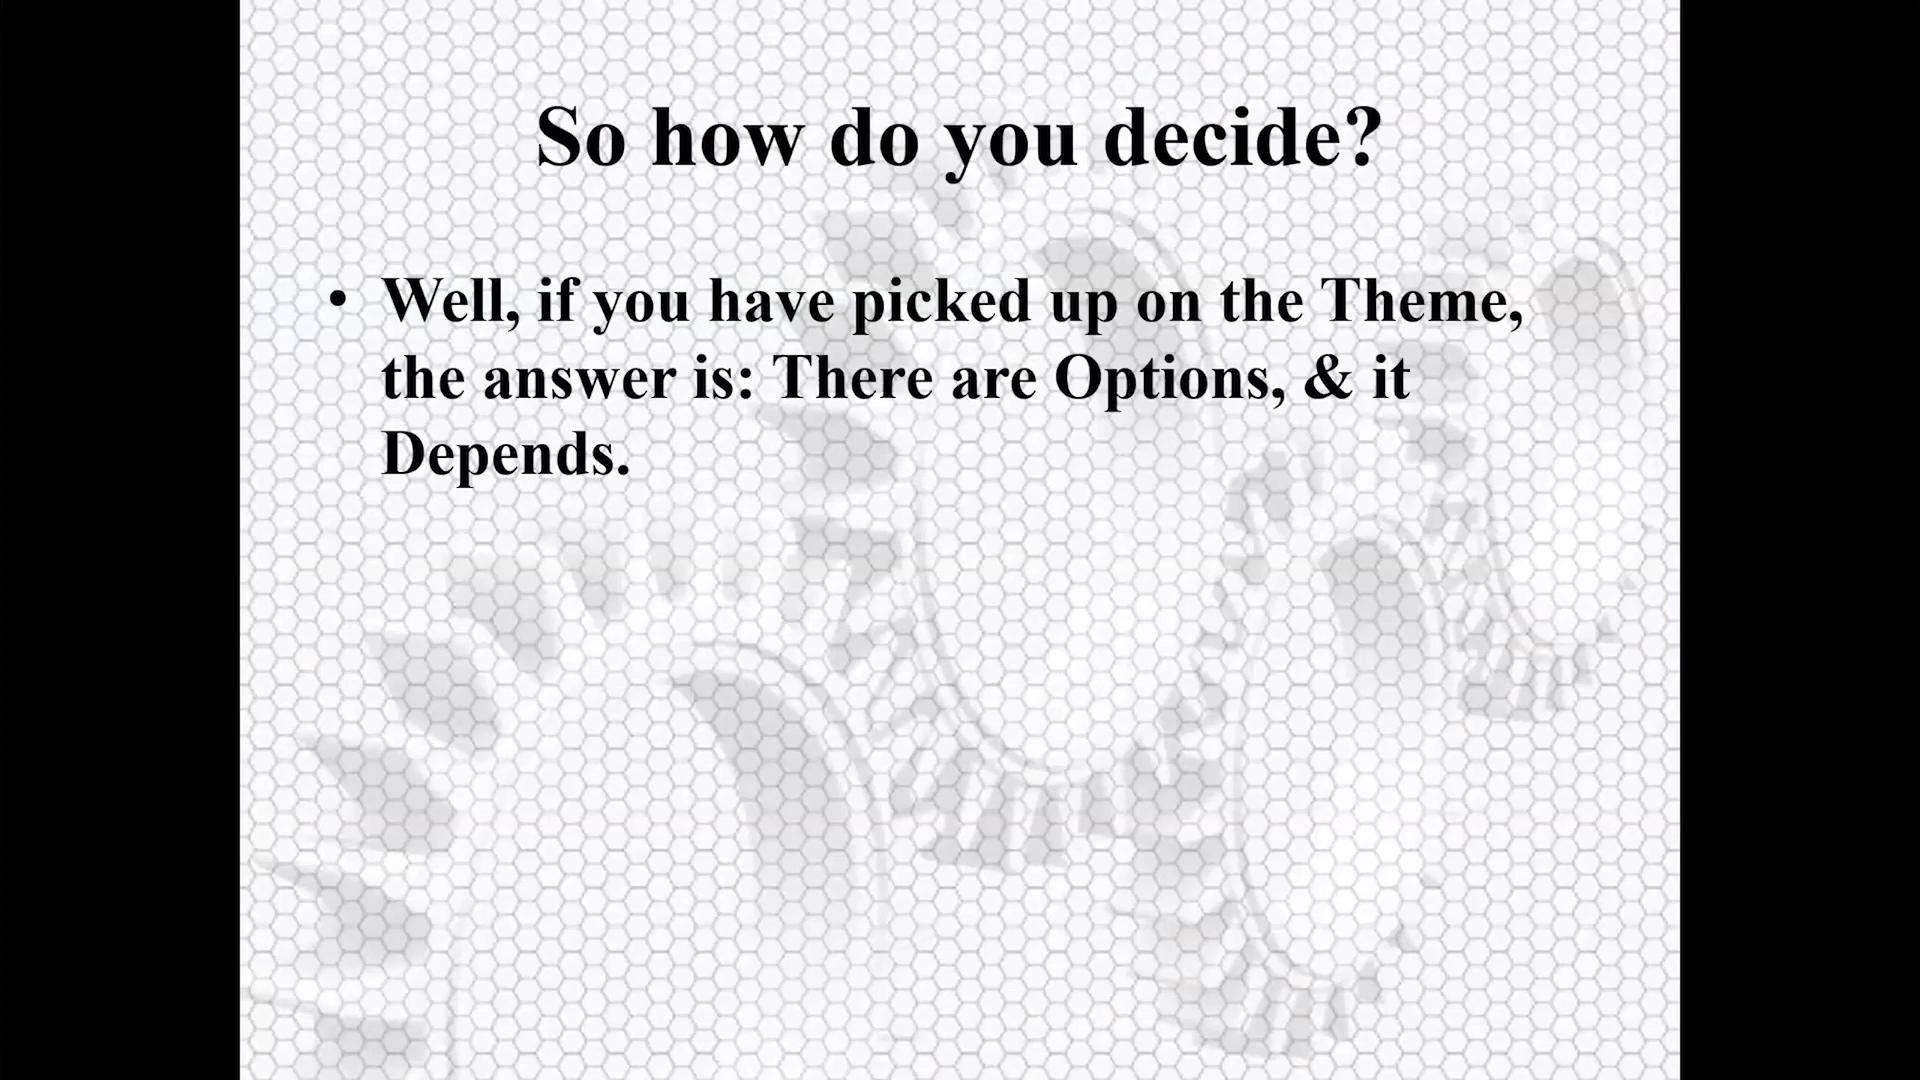 So how do you decide?
• Well, if you have picked up on the Theme,
the answer is: There are Options, & it
Depends.